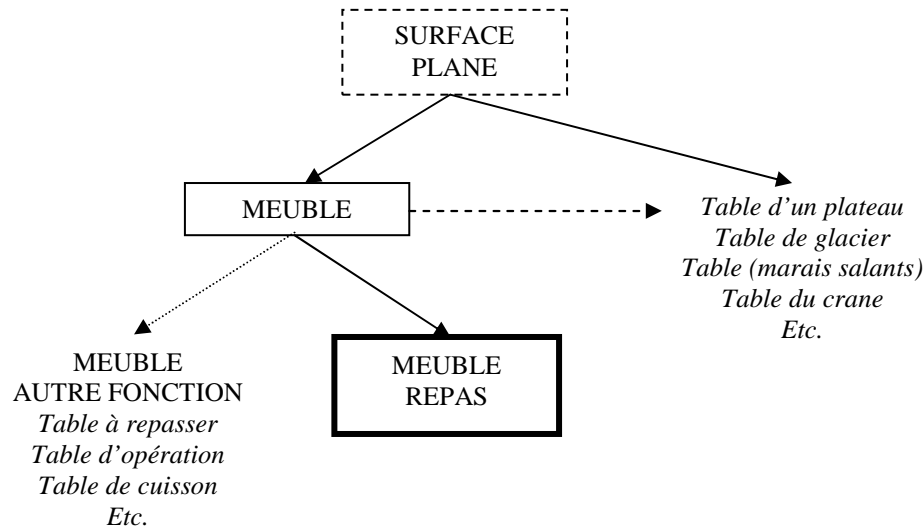 SURFACE
PLANE
MEUBLE
Table d’un plateau
Table de glacier
Table (marais salants)
Table du crane
Etc.
MEUBLE
AUTRE FONCTION
Table à repasser
Table d’opération
Table de cuisson
Etc.
MEUBLE
REPAS